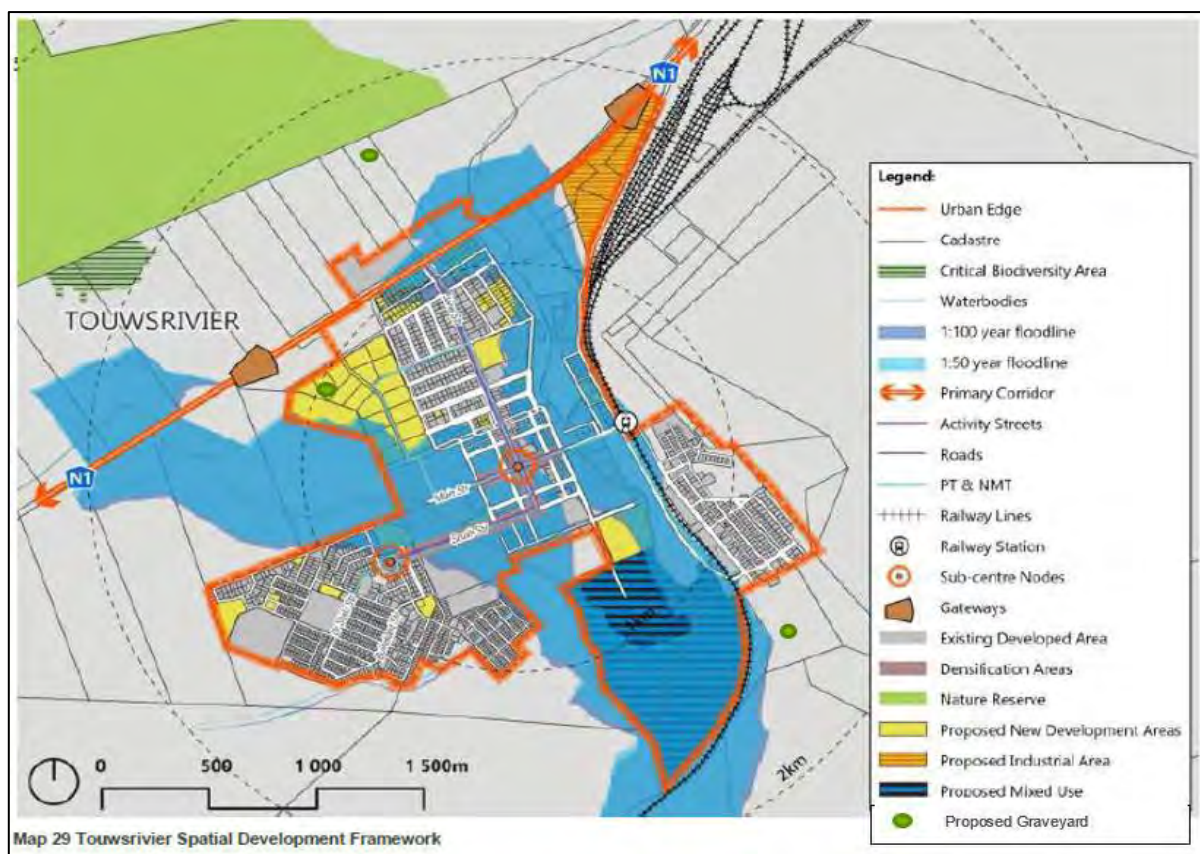 N1
TOUWSRIVIER
N1
Main St
2km
0 500 1 000 1 500m
Map 29 Touwsrivier Spatial Development Framework
Legend:
Urban Edge
Cadastre
Critical Biodiversity Area
Waterbodies
1:100 year floodline
1:50 year floodline
Primary Corridor
Activity Streets
Roads
PT & NMT
Railway Lines
Railway Station
Sub-centre Nodes
Gateways
Existing Developed Area
Densification Areas
Nature Reserve
Proposed New Development Areas
Proposed Industrial Area
Proposed Mixed Use
Proposed Graveyard